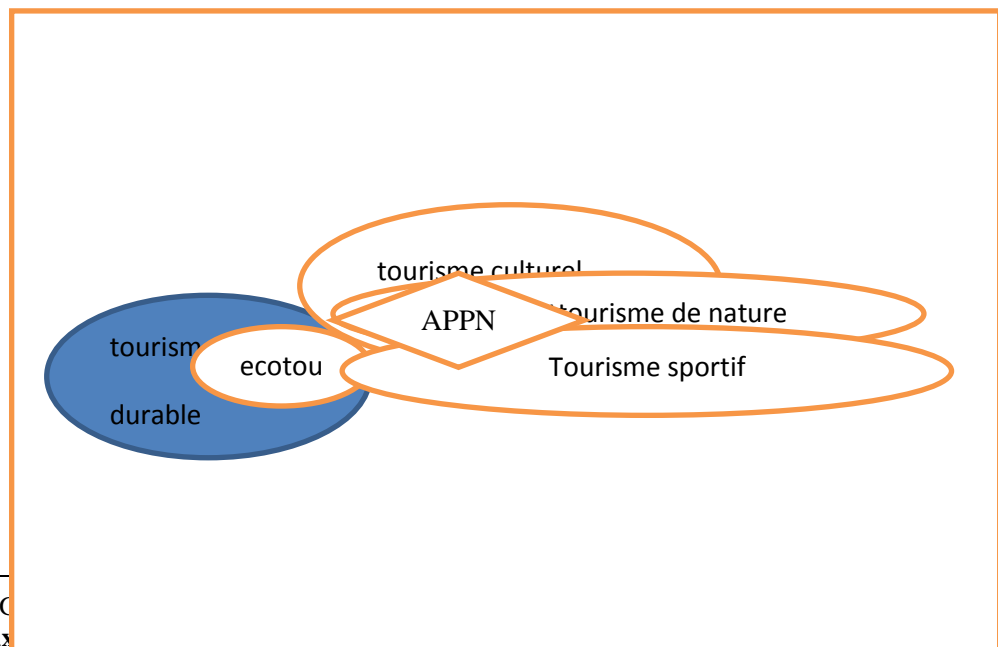 tourisme culturel
APPN
tourisme de nature
tourism
ecotou
Tourisme sportif
durable